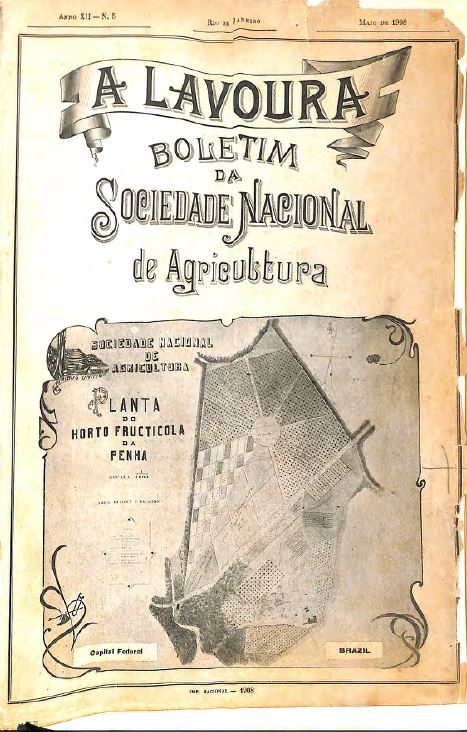 ANNO XII — N. 5
RIO DE JANEIRO
MAIO DE 1908
A LAVOURA
BOLETIM
DA
SOCIEDADE NACIONAL
de Agricultura
SOCIEDADE NACIONAL
DE
AGRICULTURA
PLANTA
DO
HORTO FRUCTICOLA
DA
PENHA
ESCALA
Capital Federal
BRAZIL
IMP. NACIONAL — 1908